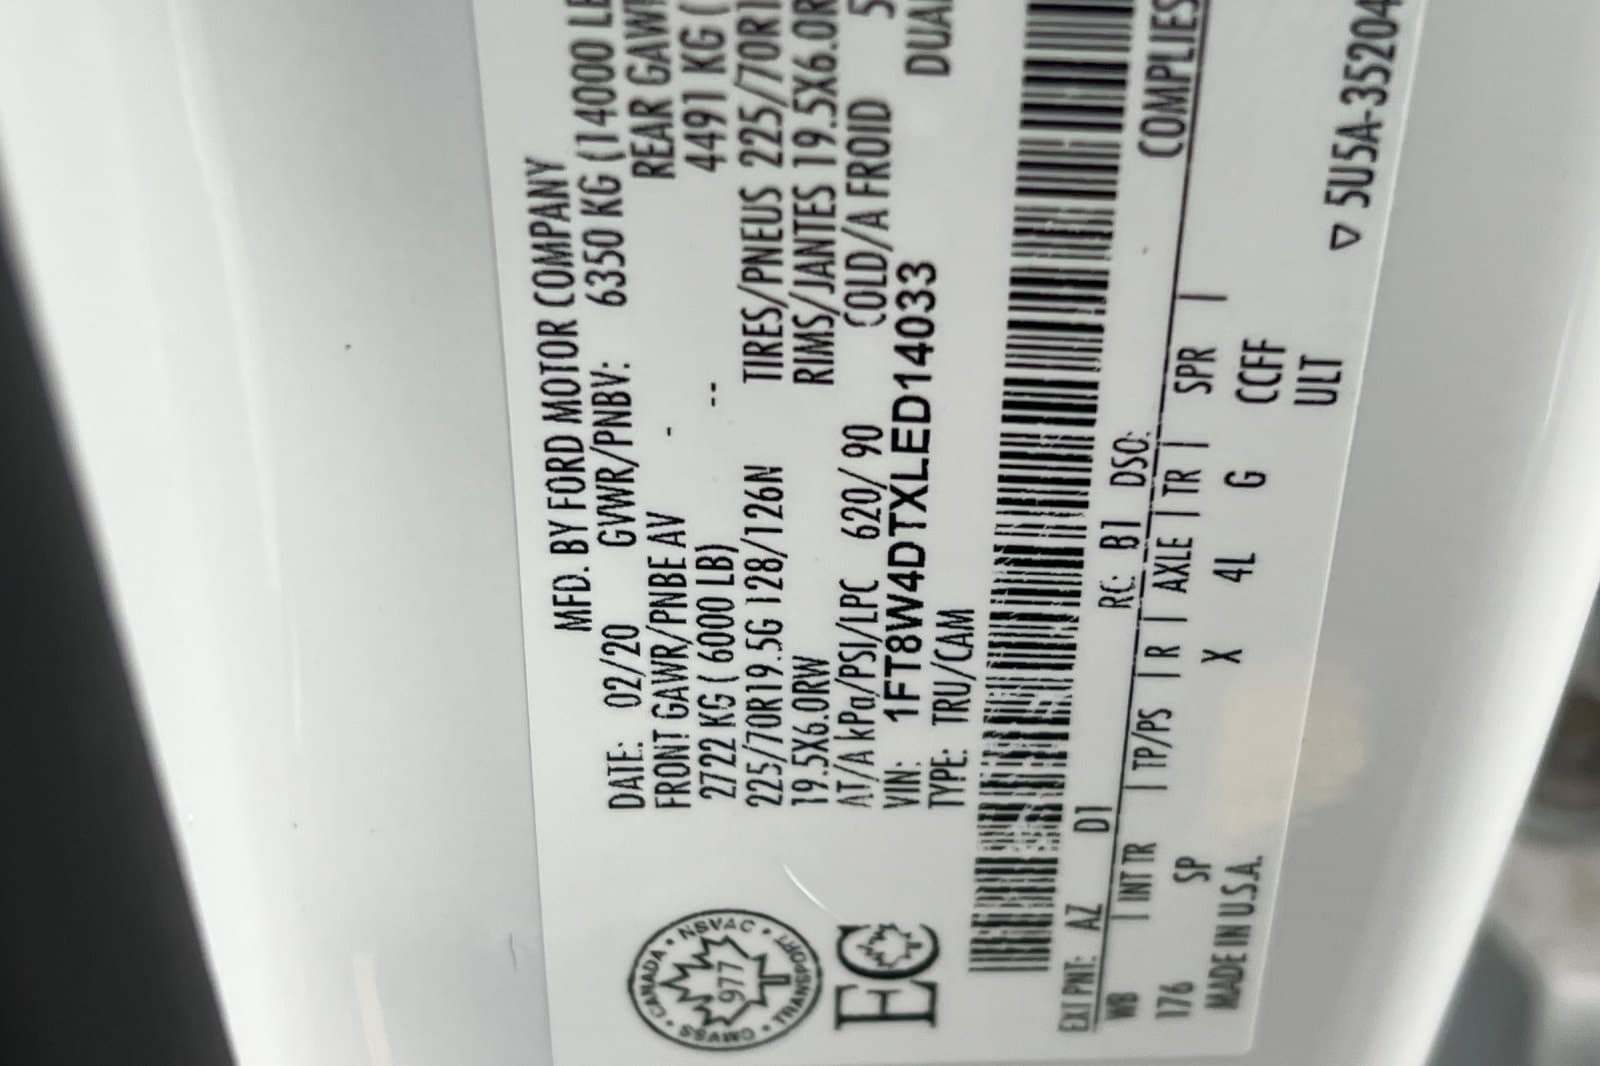 MFD. BY FORD MOTOR COMPANY
DATE: 02/20 GVWR/PNBV: 6350 KG (14000 LB
FRONT GAWR/PNBE AV - REAR GAWR
2722 KG ( 6000 LB) -- 4491 KG (
225/70R19.5G 128/126N TIRES/PNEUS 225/70R1
19.5X6.0RW RIMS/JANTES 19.5X6.0R
AT/A kPa/PSI/LPC 620/ 90 COLD/A FROID 5
VIN: 1FT8W4DTXLED14033 DUAL
TYPE: TRU/CAM
COMPLIES
EXT PNT: AZ D1 RC: B1 DSO:
WB | INT TR | TP/PS | R | AXLE | TR | SPR |
176 SP X 4L G CCFF
MADE IN U.S.A. ULT
▽ 5U5A-35204
CANADA • NSVAC • TRANSPORT • CMVSS •
977
EC